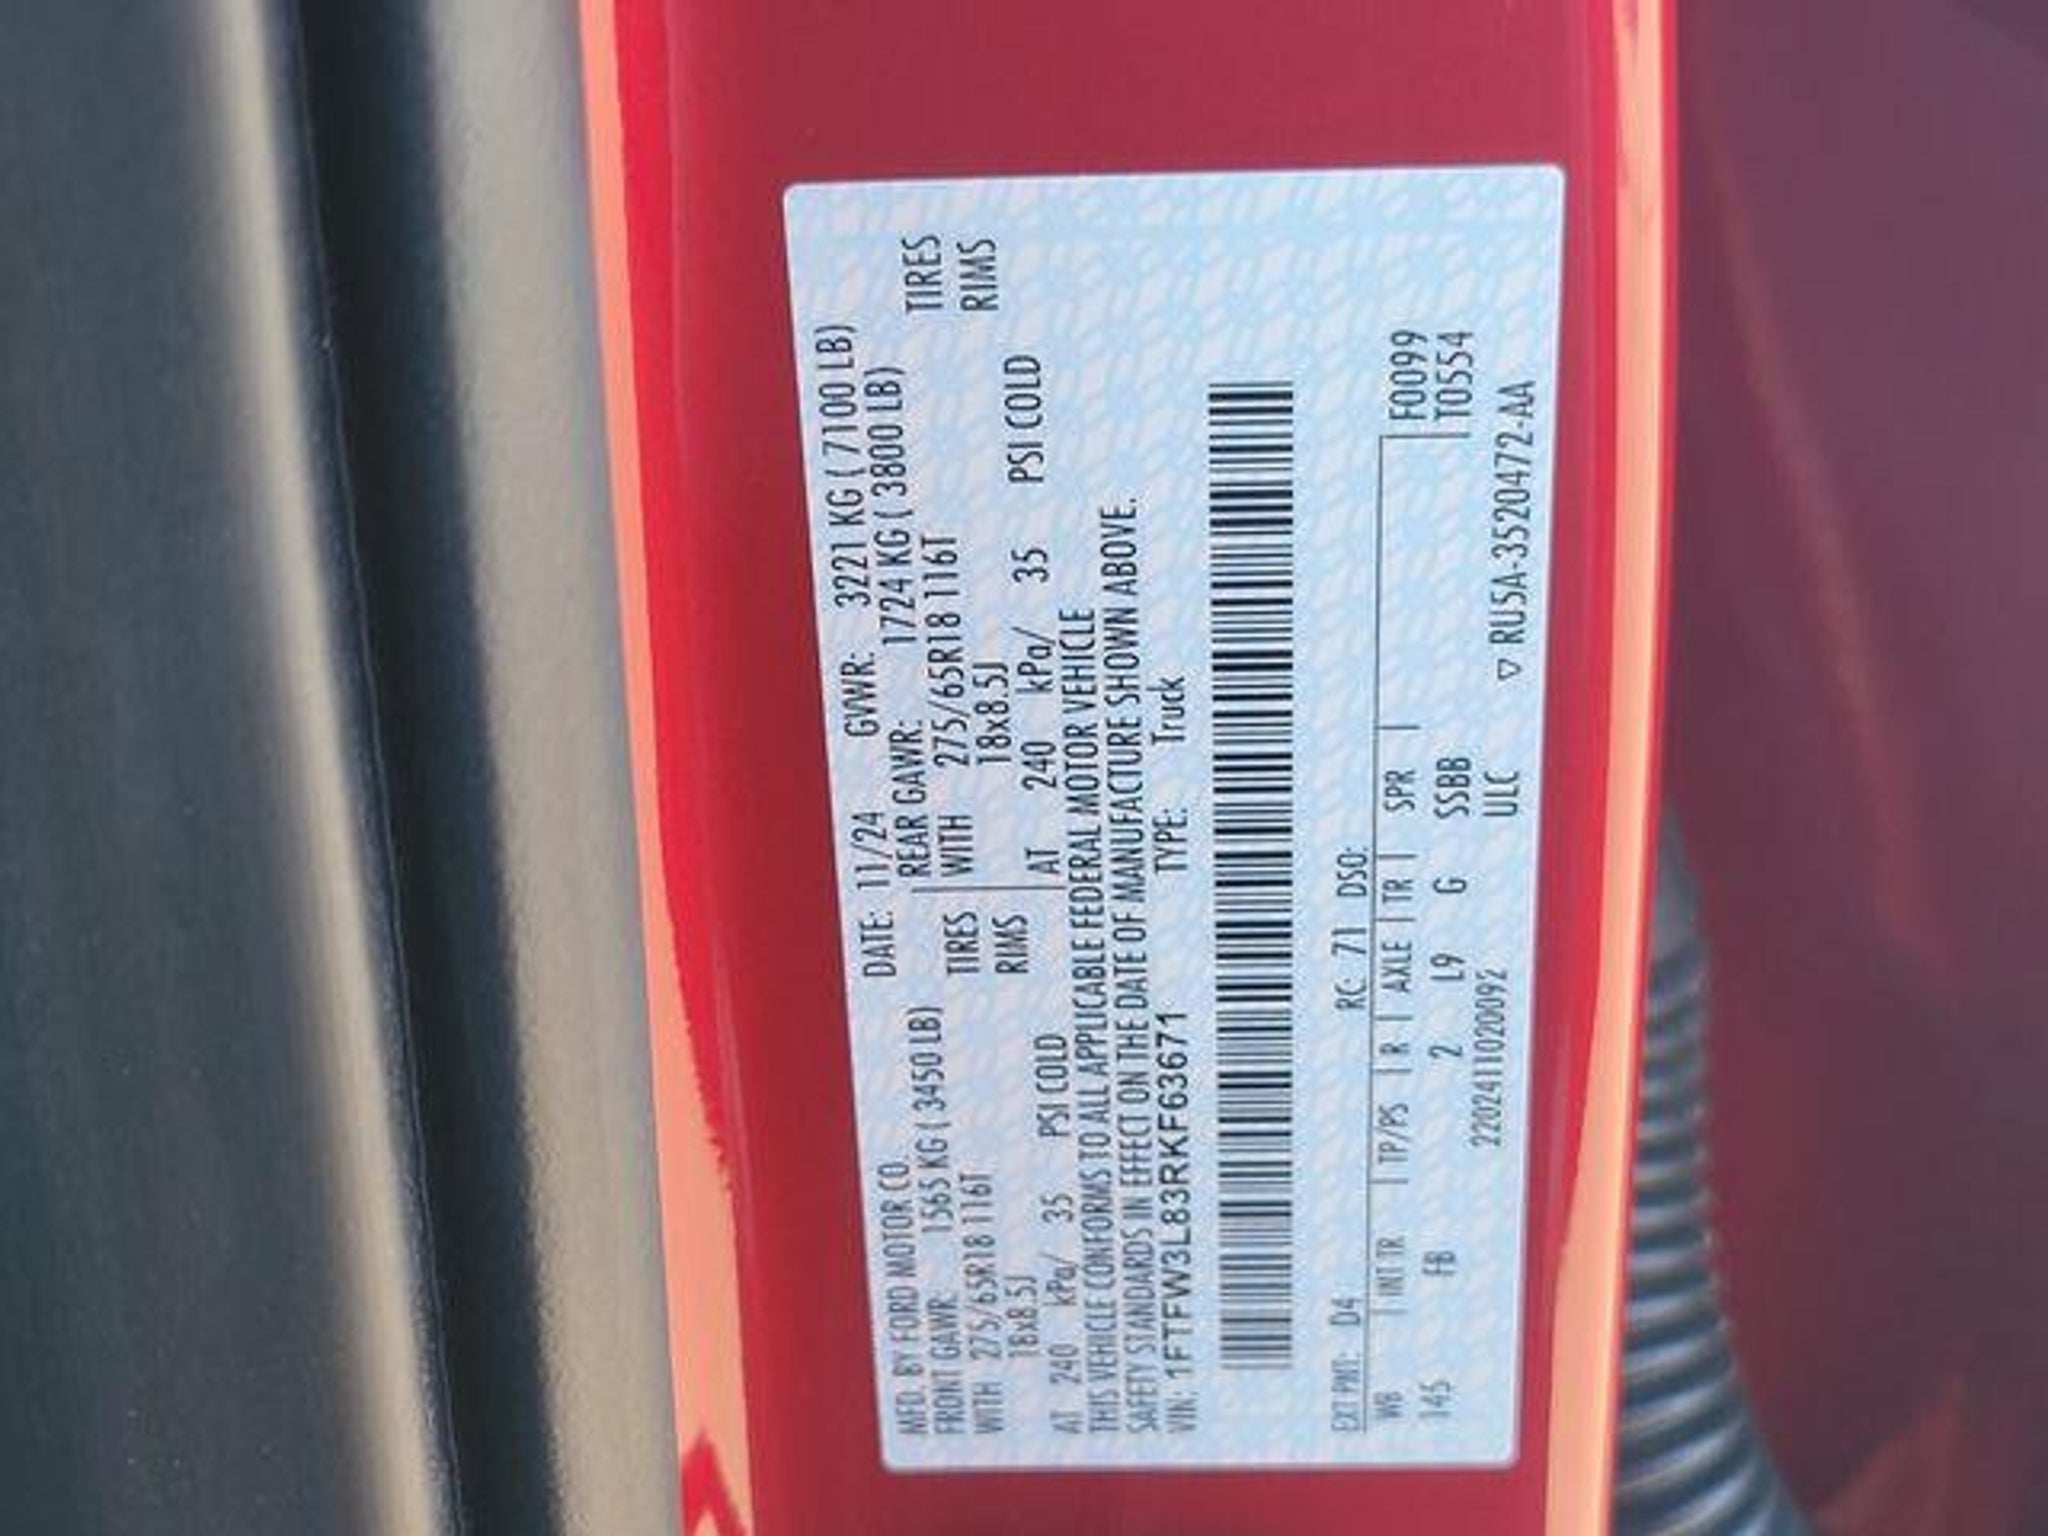 MFD. BY FORD MOTOR CO. DATE: 11/24 GVWR: 3221 KG ( 7100 LB)
FRONT GAWR: 1565 KG ( 3450 LB) REAR GAWR: 1724 KG ( 3800 LB)
WITH 275/65R18 116T TIRES WITH 275/65R18 116T TIRES
18x8.5J RIMS 18x8.5J RIMS
AT 240 kPa/ 35 PSI COLD AT 240 kPa/ 35 PSI COLD
THIS VEHICLE CONFORMS TO ALL APPLICABLE FEDERAL MOTOR VEHICLE
SAFETY STANDARDS IN EFFECT ON THE DATE OF MANUFACTURE SHOWN ABOVE.
VIN: 1FTFW3L83RKF63671 TYPE: Truck
EXT PNT: D4 RC: 71 DSO:
WB | INT TR | TP/PS | R | AXLE | TR | SPR | F0099
145 FB 2 L9 G SSBB T0554
22024110200092 ULC ▽ RU5A-3520472-AA